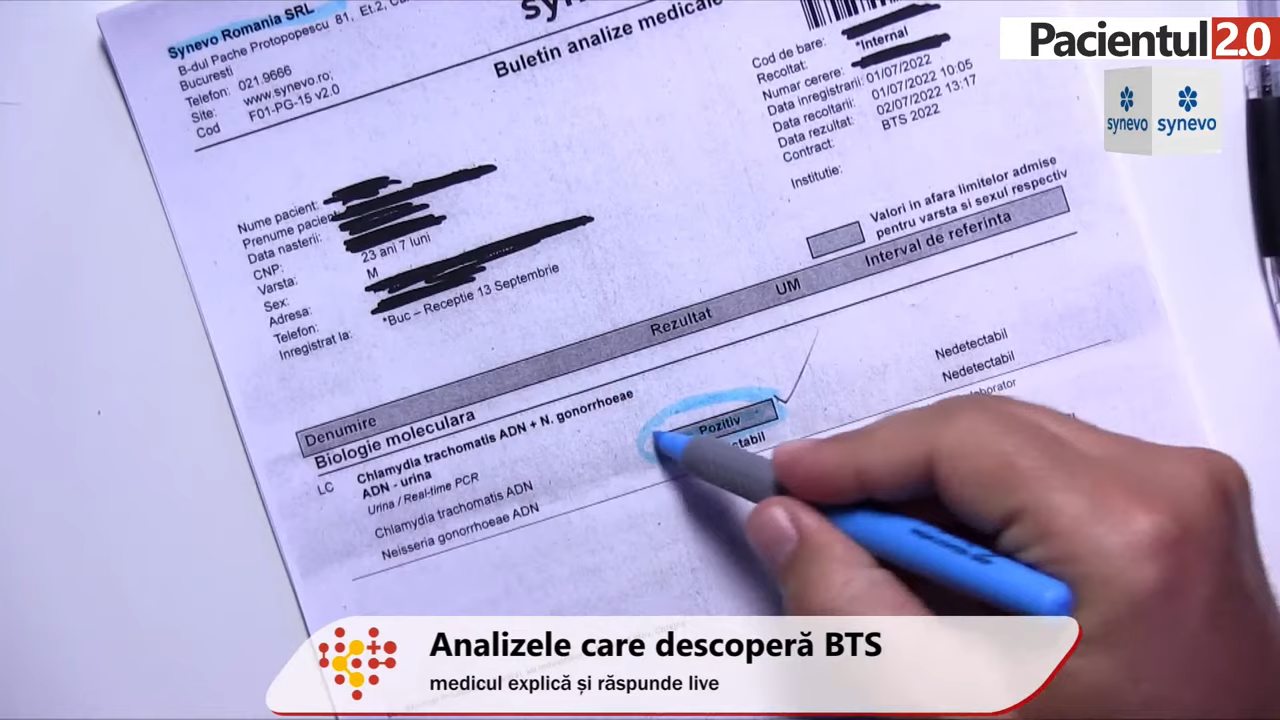 Synevo Romania SRL
B-dul Pache Protopopescu 81, Et.2,
Bucuresti
Telefon: 021.9666
Site: www.synevo.ro;
Cod F01-PG-15 v2.0
Buletin analize medicale
Cod de bare:
Recoltat: *Internal
Numar cerere:
Data inregistrarii: 01/07/2022
Data recoltarii: 01/07/2022 10:05
Data rezultat: 02/07/2022 13:17
Contract: BTS 2022
Institutie:
Pacientul 2.0
synevo synevo
Nume pacient:
Prenume pacient
Data nasterii:
CNP:
Varsta: 23 ani 7 luni
Sex: M
Adresa:
Telefon:
Inregistrat la: *Buc – Receptie 13 Septembrie
Valori in afara limitelor admise
pentru varsta si sexul respectiv
Denumire Rezultat UM Interval de referinta
Biologie moleculara
LC Chlamydia trachomatis ADN + N. gonorrhoeae
ADN - urina
Urina / Real-time PCR
Chlamydia trachomatis ADN Pozitiv Nedetectabil
Neisseria gonorrhoeae ADN Nedetectabil
Analizele care descoperă BTS
medicul explică și răspunde live